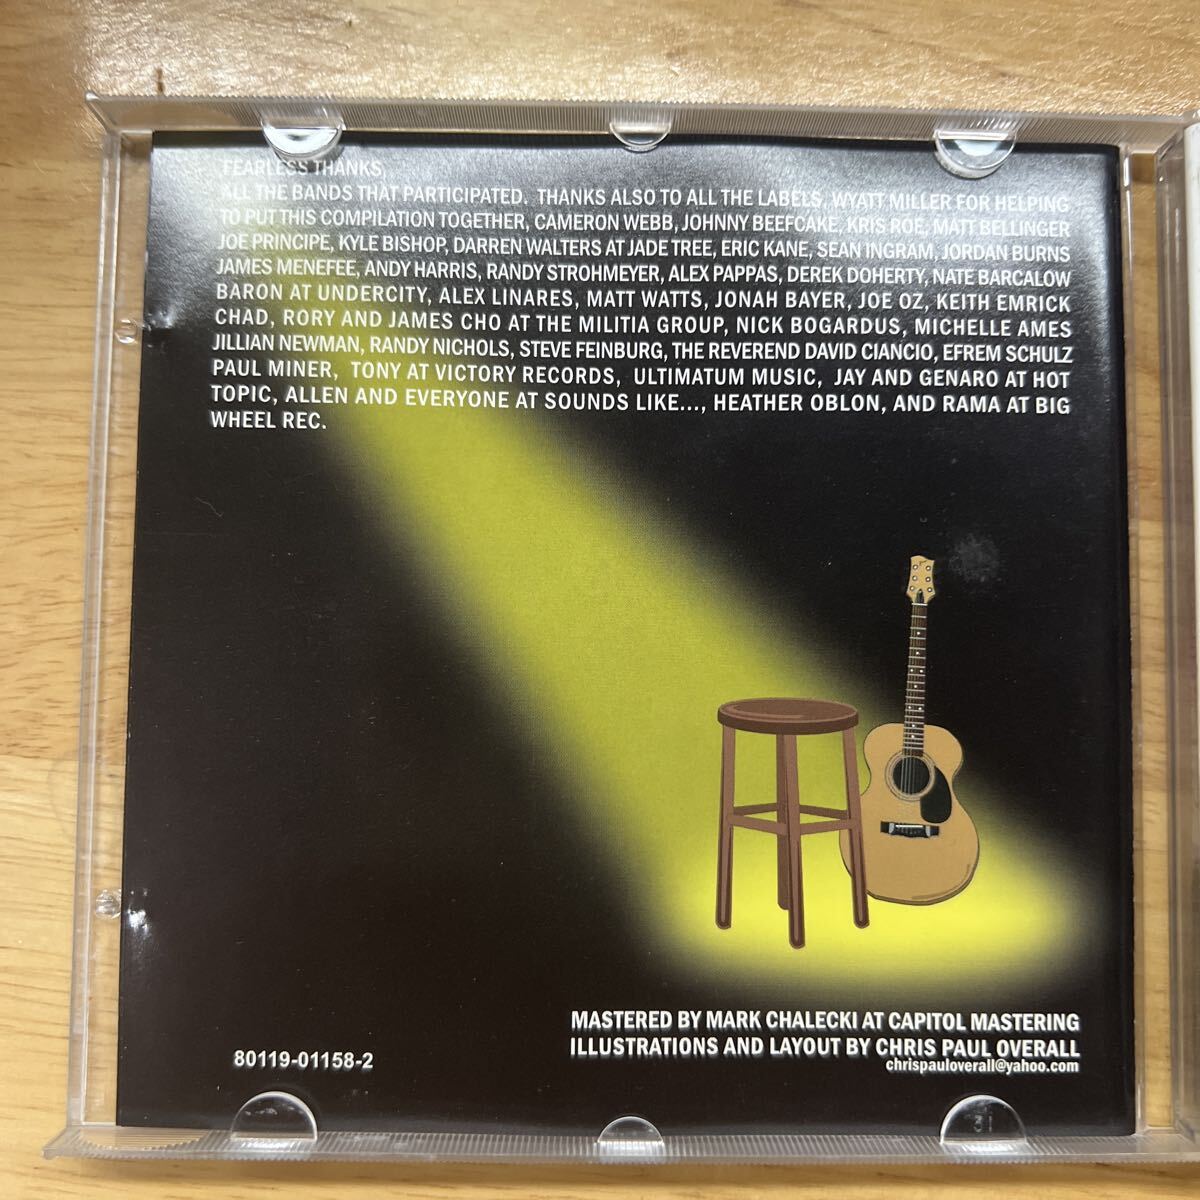 FEARLESS THANKS,
ALL THE BANDS THAT PARTICIPATED. THANKS ALSO TO ALL THE LABELS, WYATT MILLER FOR HELPING
TO PUT THIS COMPILATION TOGETHER, CAMERON WEBB, JOHNNY BEEFCAKE, KRIS ROE, MATT BELLINGER
JOE PRINCIPE, KYLE BISHOP, DARREN WALTERS AT JADE TREE, ERIC KANE, SEAN INGRAM, JORDAN BURNS
JAMES MENEFEE, ANDY HARRIS, RANDY STROHMEYER, ALEX PAPPAS, DEREK DOHERTY, NATE BARCALOW
BARON AT UNDERCITY, ALEX LINARES, MATT WATTS, JONAH BAYER, JOE OZ, KEITH EMRICK
CHAD, RORY AND JAMES CHO AT THE MILITIA GROUP, NICK BOGARDUS, MICHELLE AMES
JILLIAN NEWMAN, RANDY NICHOLS, STEVE FEINBURG, THE REVEREND DAVID CIANCIO, EFREM SCHULZ
PAUL MINER, TONY AT VICTORY RECORDS, ULTIMATUM MUSIC, JAY AND GENARO AT HOT
TOPIC, ALLEN AND EVERYONE AT SOUNDS LIKE..., HEATHER OBLON, AND RAMA AT BIG
WHEEL REC.
MASTERED BY MARK CHALECKI AT CAPITOL MASTERING
ILLUSTRATIONS AND LAYOUT BY CHRIS PAUL OVERALL
chrispauloverall@yahoo.com
80119-01158-2
31